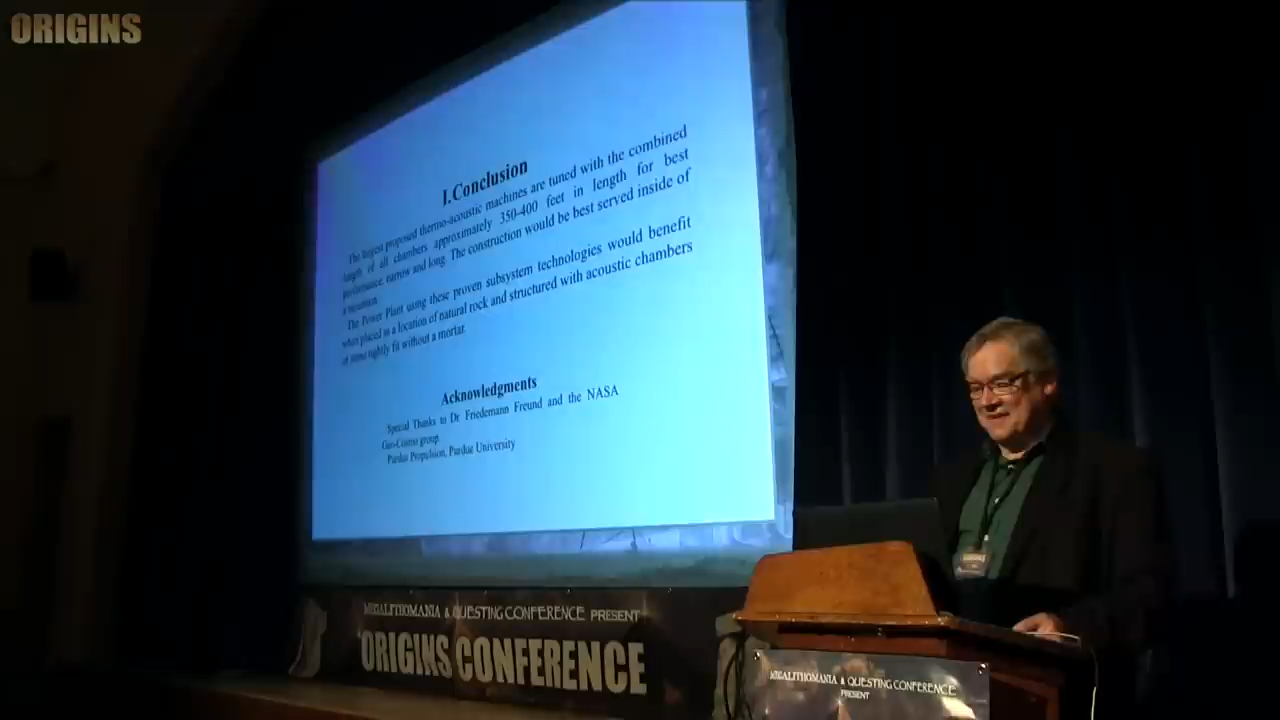 ORIGINS
I. Conclusion
The largest proposed thermo-acoustic machines are tuned with the combined
length of all chambers approximately 350-400 feet in length for best
performance, narrow and long. The construction would be best served inside of
a mountain.
The Power Plant using these proven subsystem technologies would benefit
when placed in a location of natural rock and structured with acoustic chambers
of stone tightly fit without a mortar.
Acknowledgments
Special Thanks to Dr Friedemann Freund and the NASA
Geo-Cosmo group.
Purdue Propulsion, Purdue University
MEGALITHOMANIA & QUESTING CONFERENCE PRESENT
ORIGINS CONFERENCE
MEGALITHOMANIA & QUESTING CONFERENCE
PRESENT